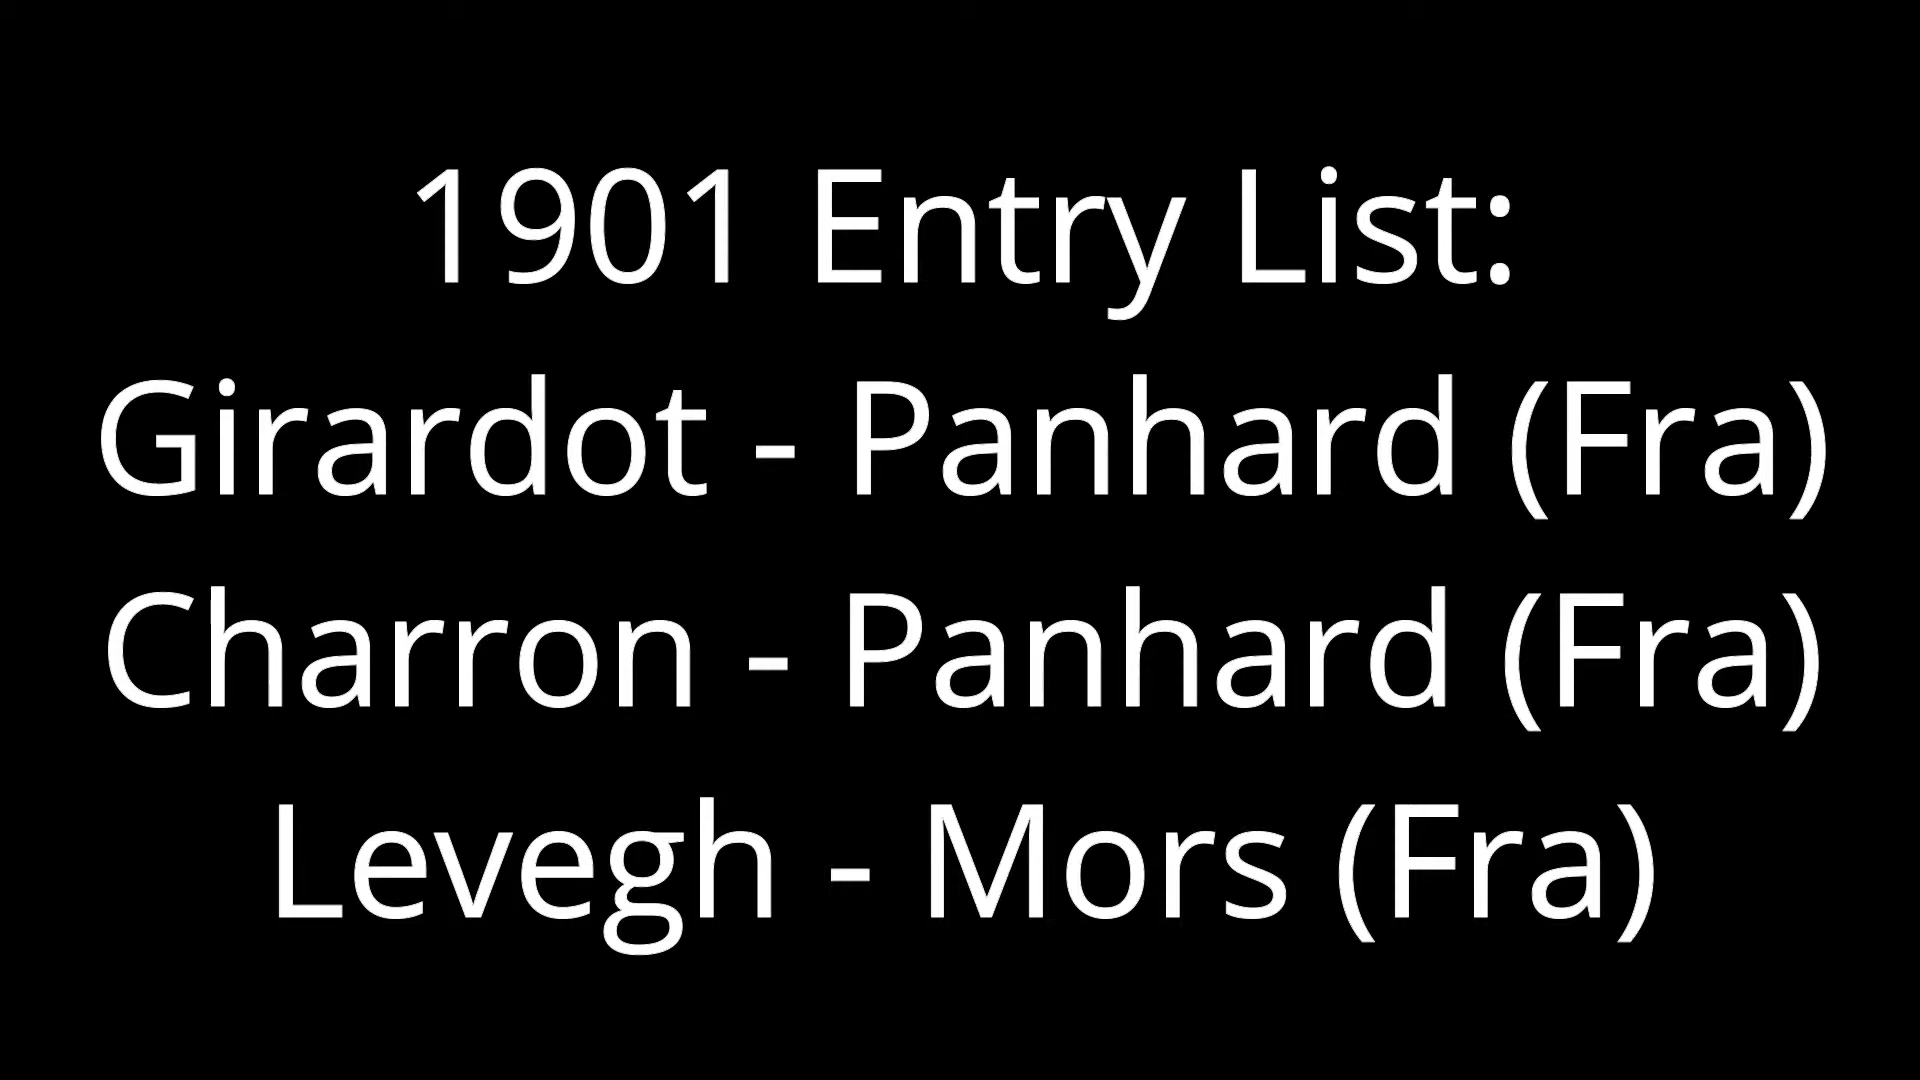 1901 Entry List:
Girardot - Panhard (Fra)
Charron - Panhard (Fra)
Levegh - Mors (Fra)